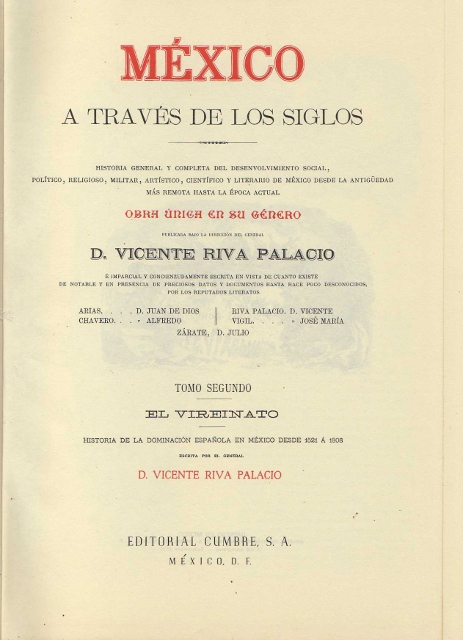 MÉXICO
A TRAVÉS DE LOS SIGLOS
HISTORIA GENERAL Y COMPLETA DEL DESENVOLVIMIENTO SOCIAL,
POLÍTICO, RELIGIOSO, MILITAR, ARTÍSTICO, CIENTÍFICO Y LITERARIO DE MÉXICO DESDE LA ANTIGÜEDAD
MÁS REMOTA HASTA LA ÉPOCA ACTUAL
OBRA ÚNICA EN SU GÉNERO
PUBLICADA BAJO LA DIRECCIÓN DEL GENERAL
D. VICENTE RIVA PALACIO
É IMPARCIAL Y CONCIENZUDAMENTE ESCRITA EN VISTA DE CUANTO EXISTE
DE NOTABLE Y EN PRESENCIA DE PRECIOSOS DATOS Y DOCUMENTOS HASTA HACE POCO DESCONOCIDOS,
POR LOS REPUTADOS LITERATOS
ARIAS. . . . D. JUAN DE DIOS
CHAVERO. . . » ALFREDO
RIVA PALACIO. D. VICENTE
VIGIL. . . . . » JOSÉ MARÍA
ZÁRATE, D. JULIO
TOMO SEGUNDO
EL VIREINATO
HISTORIA DE LA DOMINACIÓN ESPAÑOLA EN MÉXICO DESDE 1521 Á 1808
ESCRITA POR EL GENERAL
D. VICENTE RIVA PALACIO
EDITORIAL CUMBRE, S. A.
MÉXICO, D. F.